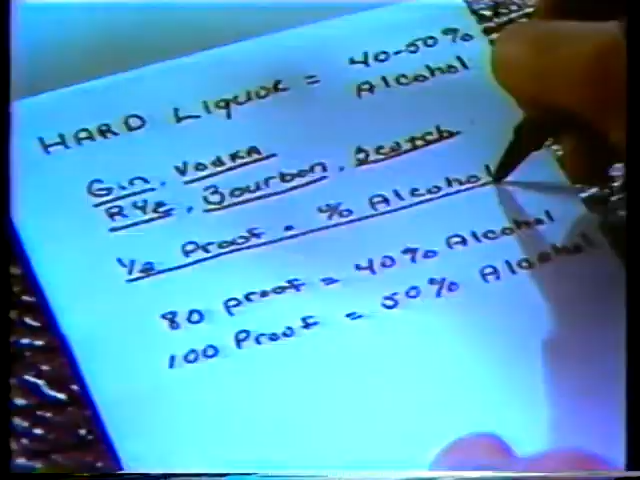 HARD LIquor = 40-50% Alcohol
Gin, Vodka
RYe, Bourbon, Scotch
1/2 Proof = % Alcohol
80 proof = 40% Alcohol
100 Proof = 50% Alcohol